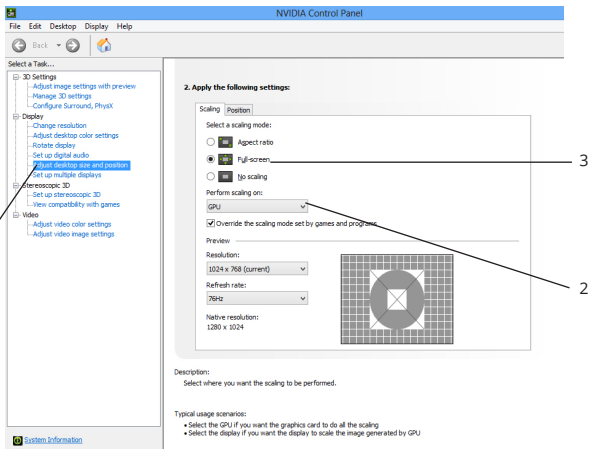 NVIDIA Control Panel
File Edit Desktop Display Help
Back
Select a Task...
3D Settings
Adjust image settings with preview
Manage 3D settings
Configure Surround, PhysX
Display
Change resolution
Adjust desktop color settings
Rotate display
Set up digital audio
Adjust desktop size and position
Set up multiple displays
Stereoscopic 3D
Set up stereoscopic 3D
View compatibility with games
Video
Adjust video color settings
Adjust video image settings
System Information
2. Apply the following settings:
Scaling Position
Select a scaling mode:
Aspect ratio
Full-screen
No scaling
Perform scaling on:
GPU
Override the scaling mode set by games and programs
Preview
Resolution:
1024 x 768 (current)
Refresh rate:
76Hz
Native resolution:
1280 x 1024
Description:
Select where you want the scaling to be performed.
Typical usage scenarios:
• Select the GPU if you want the graphics card to do all the scaling
• Select the display if you want the display to scale the image generated by GPU
3
2